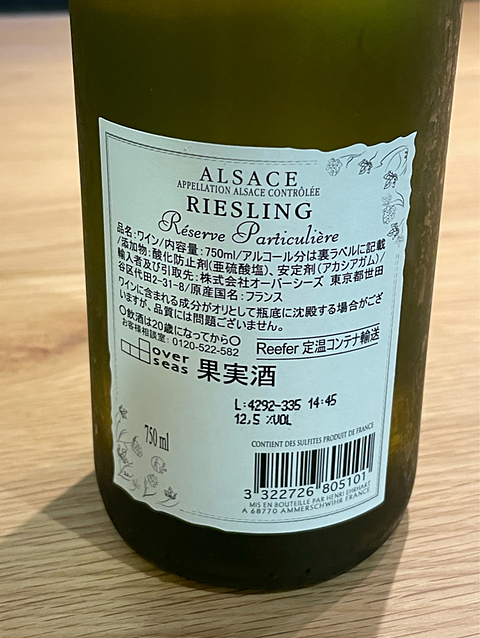 ALSACE
APPELLATION ALSACE CONTRÔLÉE
RIESLING
Réserve Particulière
品名:ワイン/内容量:750ml/アルコール分は裏ラベルに記載
/添加物:酸化防止剤(亜硫酸塩)、安定剤(アカシアガム)/
輸入者及び引取先:株式会社オーバーシーズ 東京都世田
谷区代田2-31-8/原産国名:フランス
ワインに含まれる成分がオリとして瓶底に沈殿する場合がござ
いますが、品質には問題ございません。
〇飲酒は20歳になってから〇
お客様相談室:0120-522-582
Reefer 定温コンテナ輸送
over
seas
果実酒
L:4292-335 14:45
12,5 %VOL
750 ml
CONTIENT DES SULFITES PRODUIT DE FRANCE
3 322726 805101
MIS EN BOUTEILLE PAR HENRI EHRHART
A 68770 AMMERSCHWIHR FRANCE